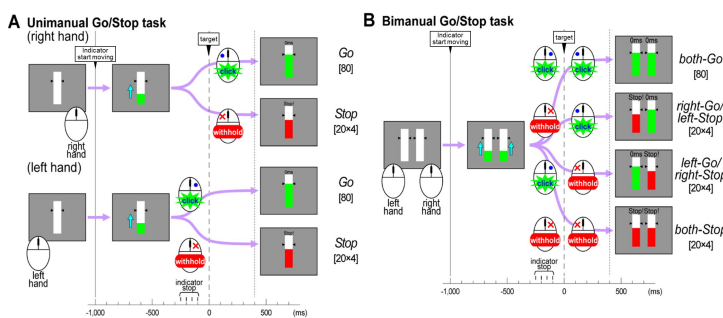 A Unimanual Go/Stop task
(right hand)
Indicator
start moving
target
0ms
click
Go
[80]
Stop!
withhold
Stop
[20×4]
right
hand
(left hand)
0ms
click
Go
[80]
Stop!
withhold
Stop
[20×4]
left
hand
indicator
stop
-1,000
-500
0
500
(ms)
B Bimanual Go/Stop task
Indicator
start moving
target
0ms 0ms
click click
both-Go
[80]
Stop! 0ms
withhold click
right-Go/
left-Stop
[20×4]
left
hand
right
hand
0ms Stop!
click withhold
left-Go/
right-Stop
[20×4]
Stop! Stop!
withhold withhold
both-Stop
[20×4]
indicator
stop
-1,000
-500
0
500
(ms)